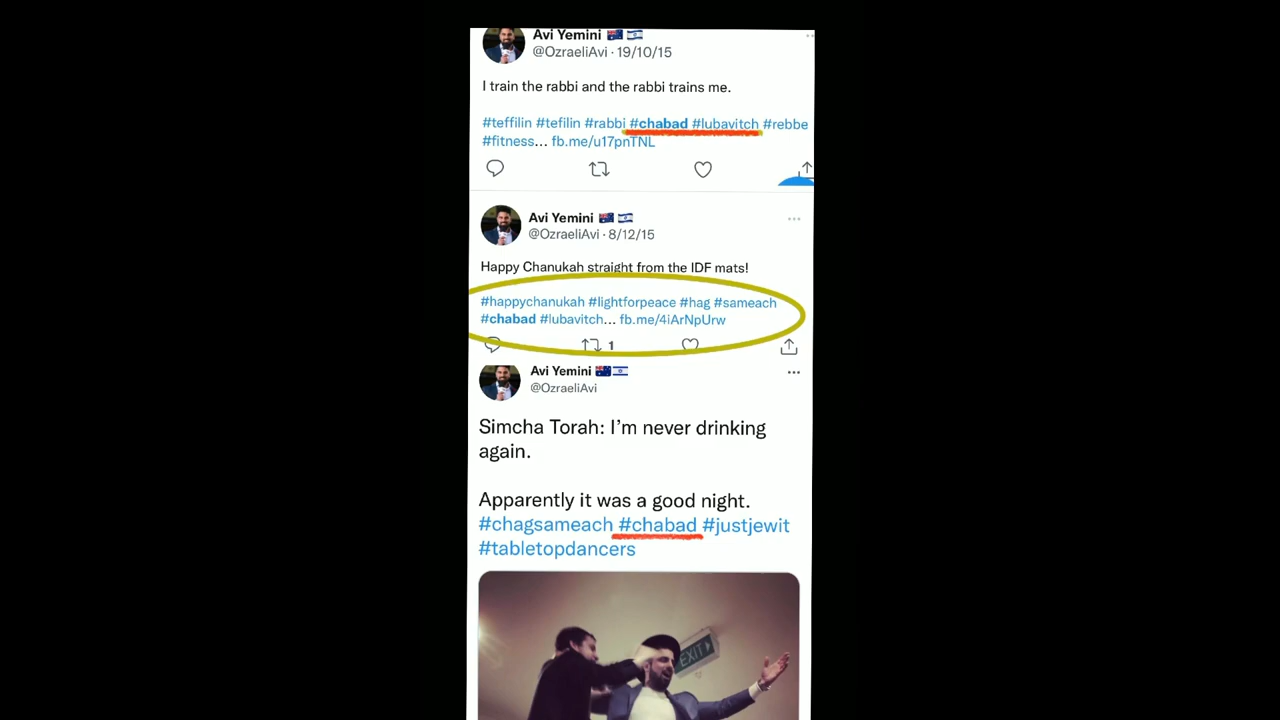 Avi Yemini 🇦🇺 🇮🇱
@OzraeliAvi · 19/10/15
I train the rabbi and the rabbi trains me.
#teffilin #tefilin #rabbi #chabad #lubavitch #rebbe
#fitness... fb.me/u17pnTNL
Avi Yemini 🇦🇺 🇮🇱
@OzraeliAvi · 8/12/15
Happy Chanukah straight from the IDF mats!
#happychanukah #lightforpeace #hag #sameach
#chabad #lubavitch... fb.me/4iArNpUrw
1
Avi Yemini 🇦🇺🇮🇱
@OzraeliAvi
Simcha Torah: I'm never drinking
again.
Apparently it was a good night.
#chagsameach #chabad #justjewit
#tabletopdancers
EXIT